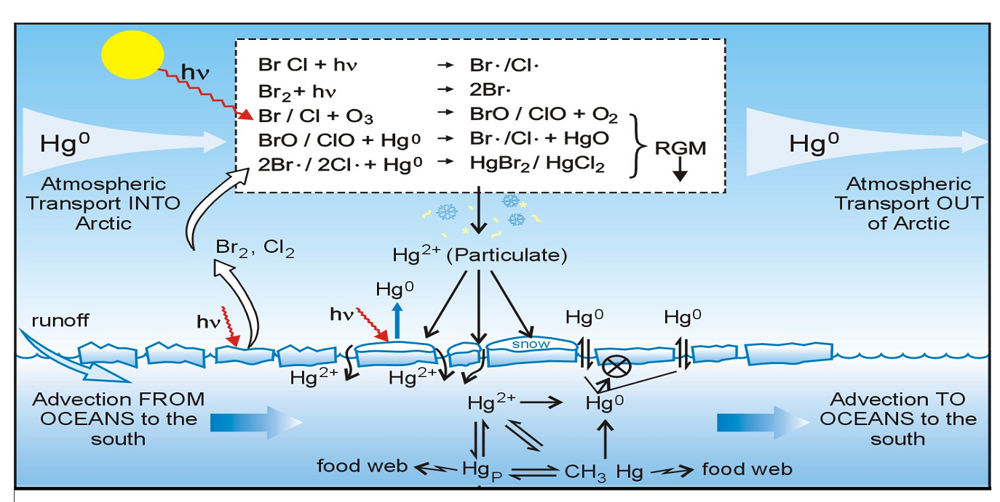 hν
Br Cl + hν → Br· /Cl·
Br₂ + hν → 2Br·
Br / Cl + O₃ → BrO / ClO + O₂
BrO / ClO + Hg⁰ → Br·/Cl· + HgO
2Br· / 2Cl· + Hg⁰ → HgBr₂ / HgCl₂
RGM
Hg⁰
Atmospheric
Transport INTO
Arctic
Hg⁰
Atmospheric
Transport OUT
of Arctic
Br₂, Cl₂
Hg²⁺ (Particulate)
Hg⁰
runoff
hν
hν
Hg⁰
Hg⁰
snow
Hg²⁺
Hg²⁺
Advection FROM
OCEANS to the
south
Hg²⁺ → Hg⁰
Advection TO
OCEANS to the
south
food web
Hg_P
CH₃ Hg
food web